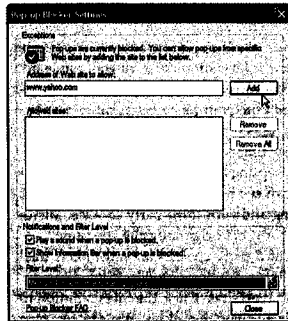 Pop-up Blocker Settings
Exceptions
Pop-ups are currently blocked. You can allow pop-ups from specific
Web sites by adding the site to the list below.
Address of Web site to allow:
www.yahoo.com
Add
Allowed sites:
Remove
Remove All
Notifications and Filter Level
Play a sound when a pop-up is blocked.
Show Information Bar when a pop-up is blocked.
Filter Level:
Pop-up Blocker FAQ
Close